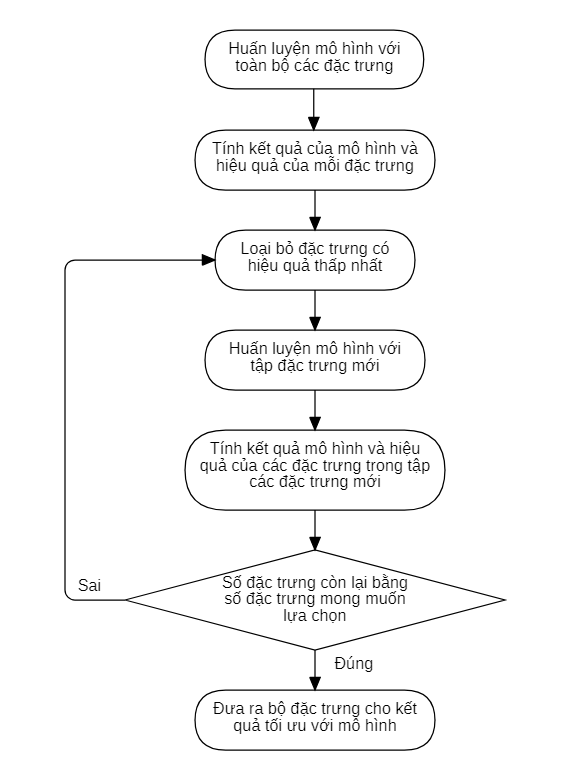 Huấn luyện mô hình với
toàn bộ các đặc trưng
Tính kết quả của mô hình và
hiệu quả của mỗi đặc trưng
Loại bỏ đặc trưng có
hiệu quả thấp nhất
Huấn luyện mô hình với
tập đặc trưng mới
Tính kết quả mô hình và hiệu
quả của các đặc trưng trong tập
các đặc trưng mới
Sai
Số đặc trưng còn lại bằng
số đặc trưng mong muốn
lựa chọn
Đúng
Đưa ra bộ đặc trưng cho kết
quả tối ưu với mô hình